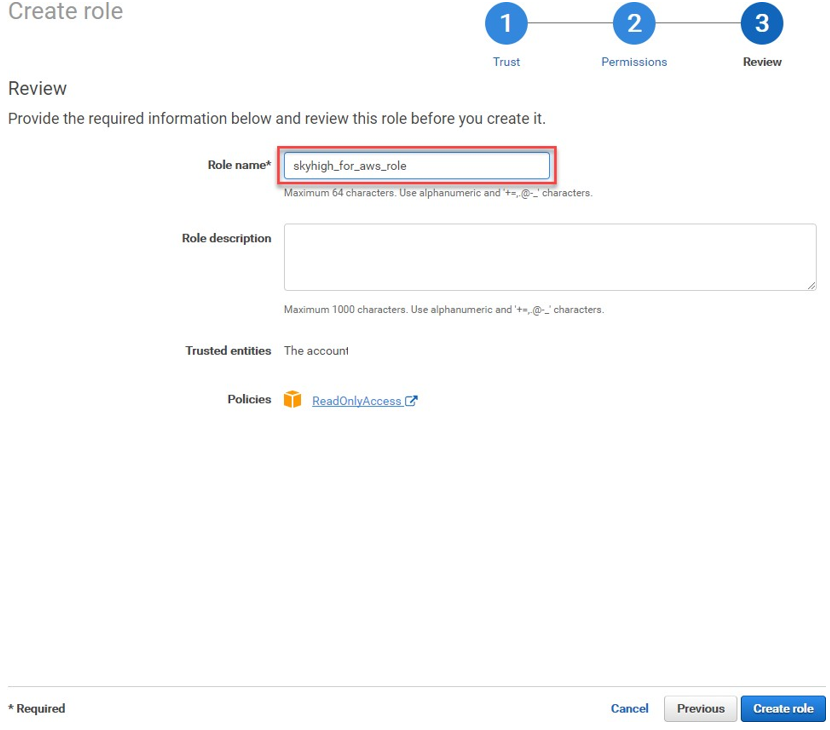 Create role
1
2
3
Trust
Permissions
Review
Review
Provide the required information below and review this role before you create it.
Role name*
skyhigh_for_aws_role
Maximum 64 characters. Use alphanumeric and '+=,.@-_' characters.
Role description
Maximum 1000 characters. Use alphanumeric and '+=,.@-_' characters.
Trusted entities The account
Policies ReadOnlyAccess
* Required
Cancel Previous Create role